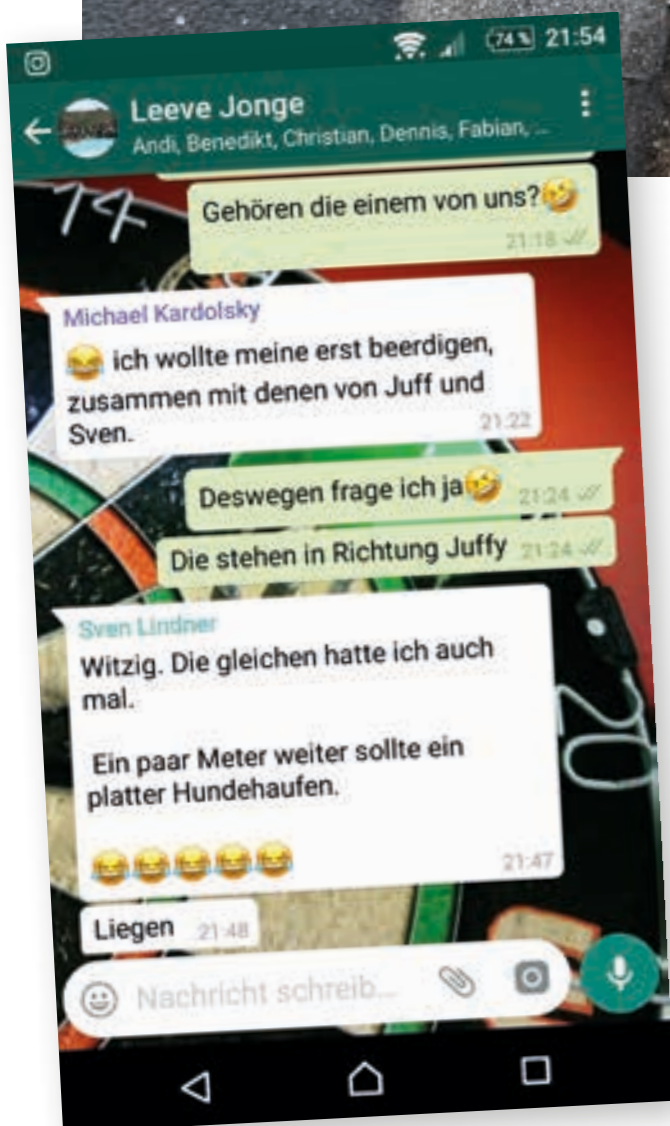 74 % 21:54
Leeve Jonge
Andi, Benedikt, Christian, Dennis, Fabian, ...
14
Gehören die einem von uns?🤣
21:18
Michael Kardolsky
😂 ich wollte meine erst beerdigen,
zusammen mit denen von Juff und
Sven.
21:22
Deswegen frage ich ja🤣 21:24
Die stehen in Richtung Juffy 21:24
Sven Lindner
Witzig. Die gleichen hatte ich auch
mal.
Ein paar Meter weiter sollte ein
platter Hundehaufen.
😂😂😂😂😂
21:47
Liegen 21:48
20
Nachricht schreib...